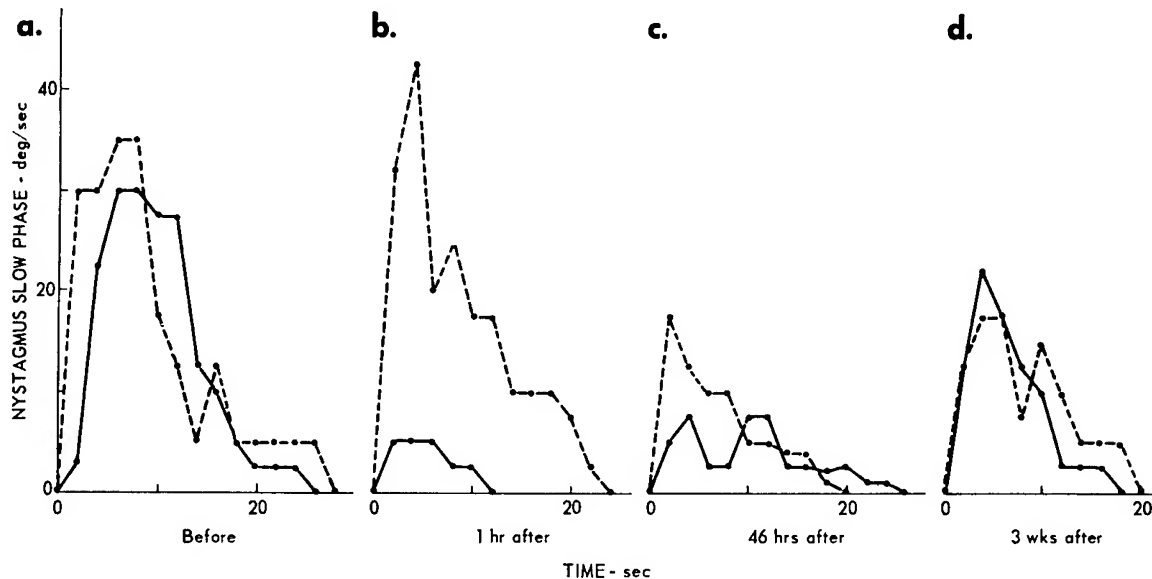 a.
b.
c.
d.
NYSTAGMUS SLOW PHASE - deg/sec
40
20
0
0
20
0
20
0
20
0
10
20
Before
1 hr after
46 hrs after
3 wks after
TIME - sec